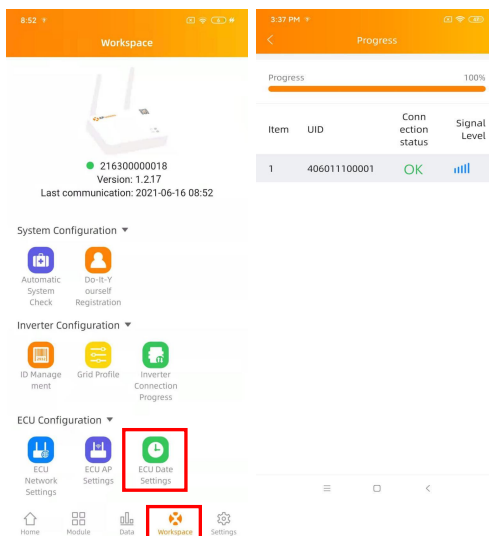 8:52
Workspace
216300000018
Version: 1.2.17
Last communication: 2021-06-16 08:52
System Configuration ▼
Automatic
System
Check
Do-It-Y
ourself
Registration
Inverter Configuration ▼
ID Manage
ment
Grid Profile
Inverter
Connection
Progress
ECU Configuration ▼
ECU
Network
Settings
ECU AP
Settings
ECU Date
Settings
Home
Module
Data
Workspace
Settings
3:37 PM
Progress
Progress 100%
Item
UID
Conn
ection
status
Signal
Level
1 406011100001 OK